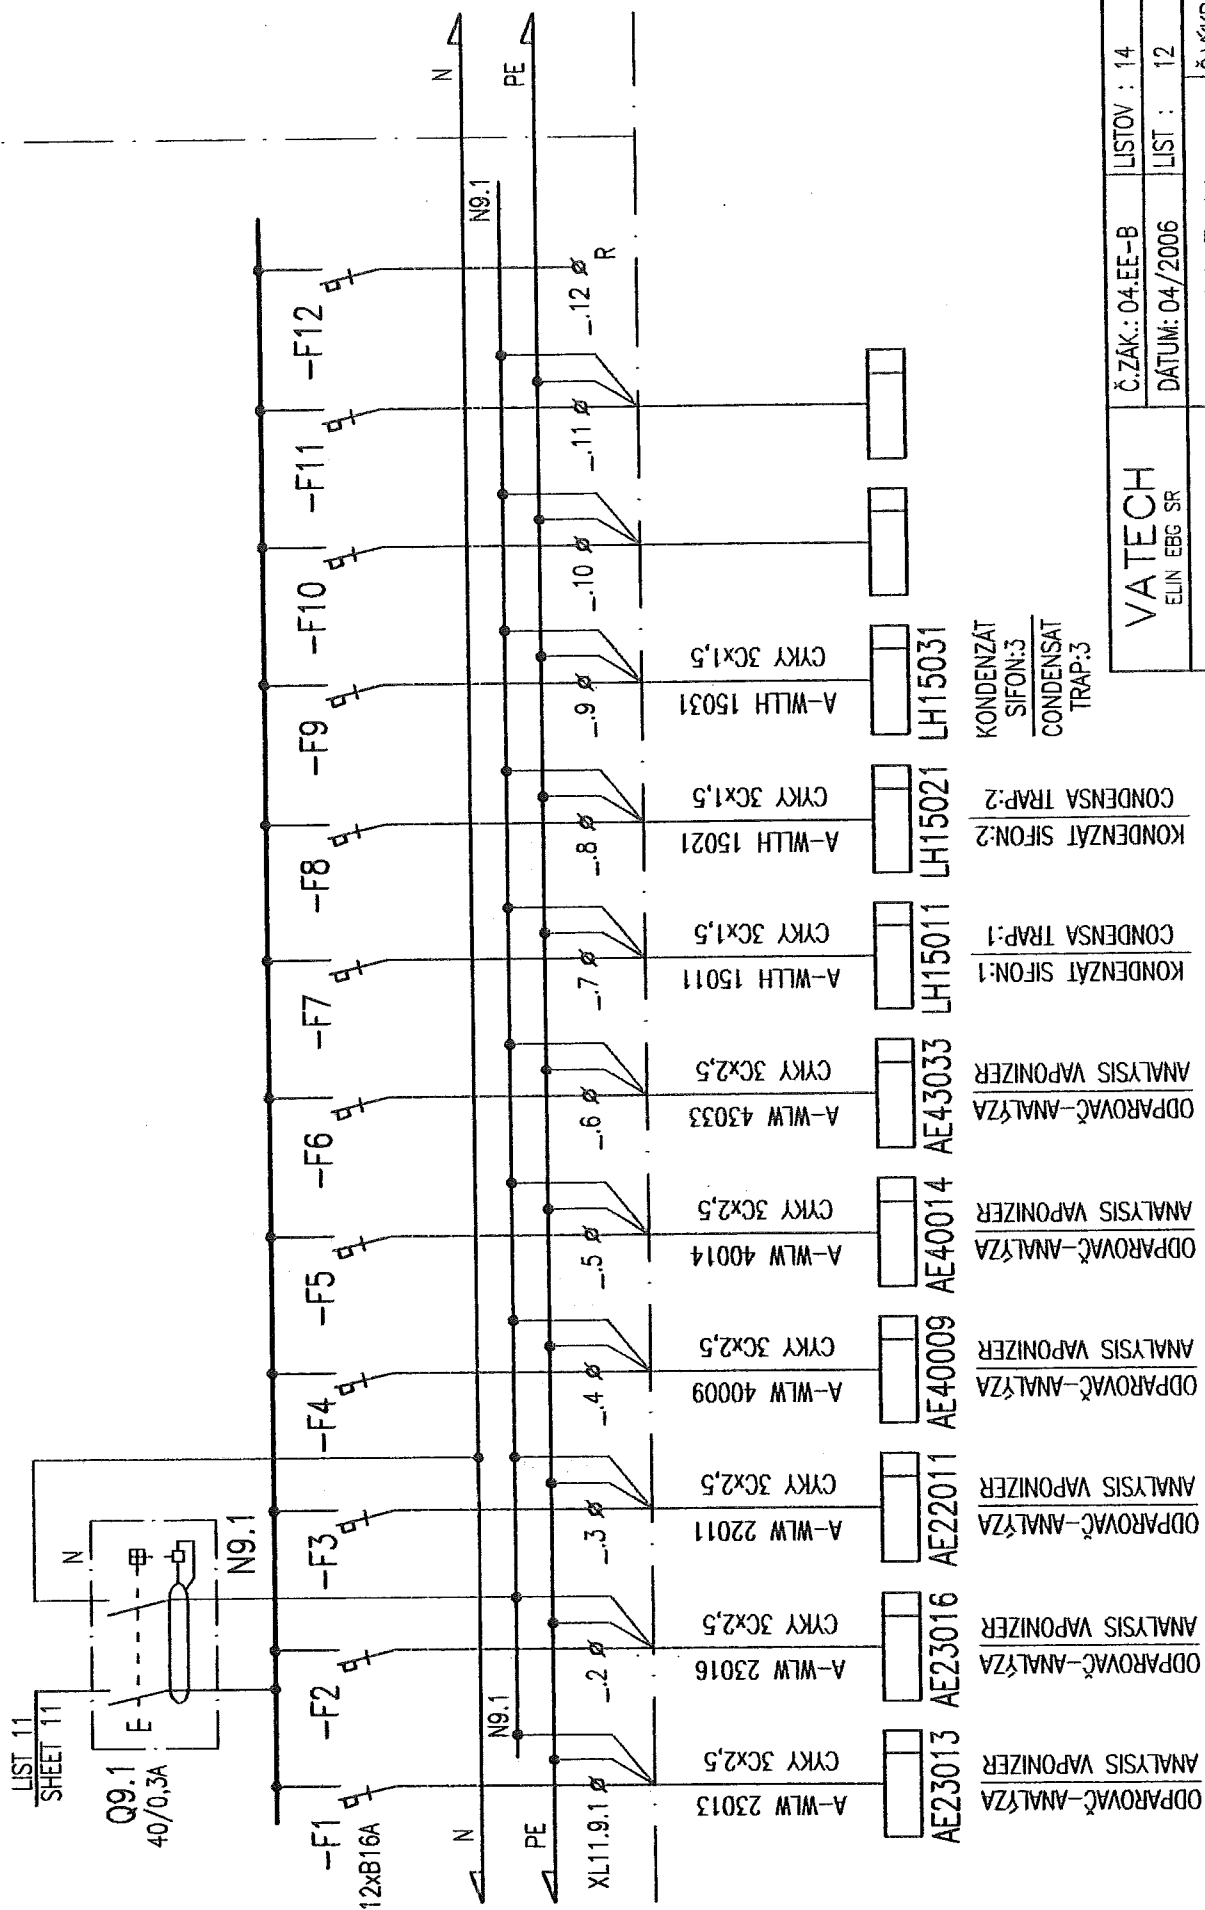 LIST 11
SHEET 11
Q9.1
40/0,3A
E
N
N9.1
-F1
12xB16A
-F2
-F3
-F4
-F5
-F6
-F7
-F8
-F9
-F10
-F11
-F12
N
N
PE
PE
N9.1
N9.1
XL11.9.1
_.2
_.3
_.4
_.5
_.6
_.7
_.8
_.9
_.10
_.11
_.12
R
A-WLW 23013
CYKY 3Cx2,5
A-WLW 23016
CYKY 3Cx2,5
A-WLW 22011
CYKY 3Cx2,5
A-WLW 40009
CYKY 3Cx2,5
A-WLW 40014
CYKY 3Cx2,5
A-WLW 43033
CYKY 3Cx2,5
A-WLLH 15011
CYKY 3Cx1,5
A-WLLH 15021
CYKY 3Cx1,5
A-WLLH 15031
CYKY 3Cx1,5
AE23013
AE23016
AE22011
AE40009
AE40014
AE43033
LH15011
LH15021
LH15031
ODPAROVAČ-ANALÝZA
ANALYSIS VAPONIZER
ODPAROVAČ-ANALÝZA
ANALYSIS VAPONIZER
ODPAROVAČ-ANALÝZA
ANALYSIS VAPONIZER
ODPAROVAČ-ANALÝZA
ANALYSIS VAPONIZER
ODPAROVAČ-ANALÝZA
ANALYSIS VAPONIZER
ODPAROVAČ-ANALÝZA
ANALYSIS VAPONIZER
KONDENZÁT SIFON:1
CONDENSA TRAP:1
KONDENZÁT SIFON:2
CONDENSA TRAP:2
KONDENZÁT
SIFON:3
CONDENSAT
TRAP:3
VA TECH
ELIN EBG SR
Č.ZÁK.: 04.EE-B
LISTOV : 14
DÁTUM: 04/2006
LIST : 12